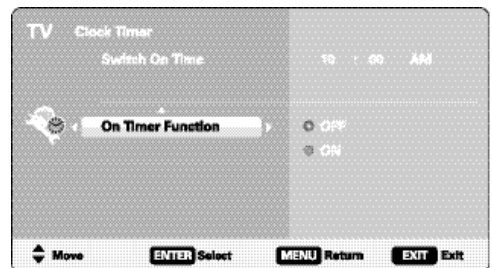 TV Clock Timer
Switch On Time 10 : 00 AM
On Timer Function OFF
ON
Move ENTER Select MENU Return EXIT Exit